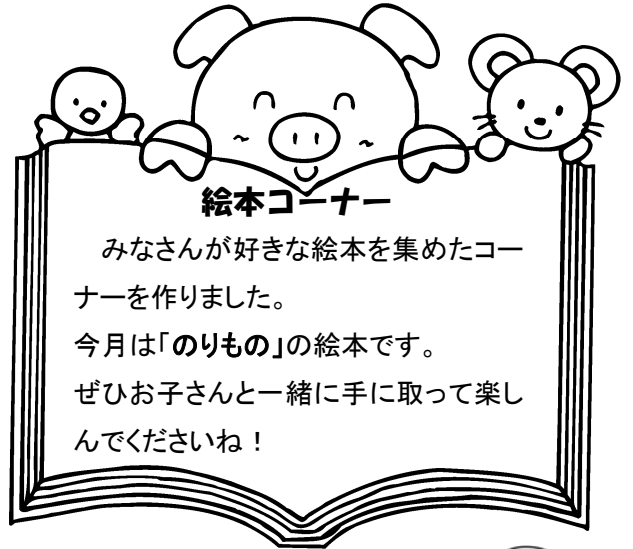 絵本コーナー
　みなさんが好きな絵本を集めたコー
ナーを作りました。
今月は「のりもの」の絵本です。
ぜひお子さんと一緒に手に取って楽し
んでくださいね！